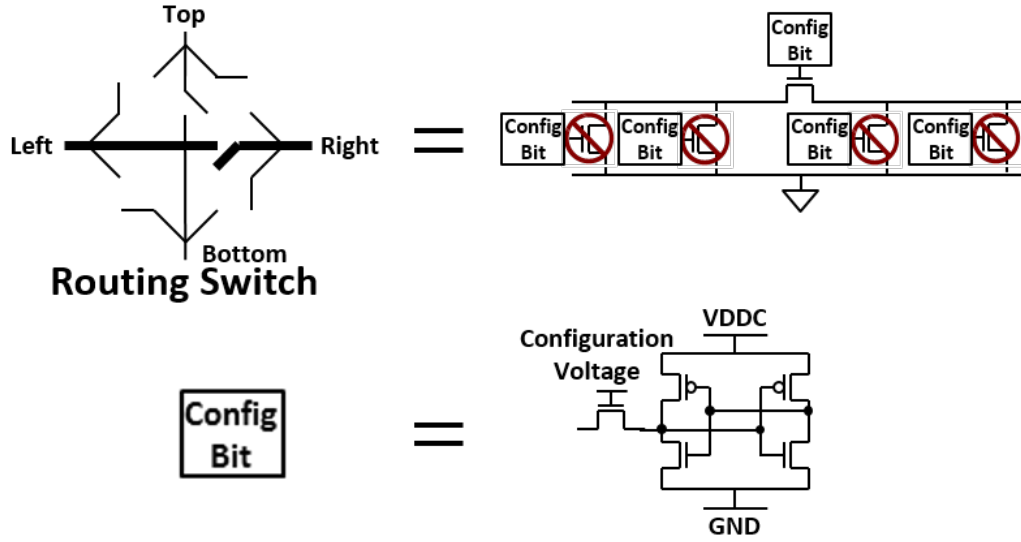 Top
Left
Right
Bottom
Routing Switch
Config
Bit
Config
Bit
Config
Bit
Config
Bit
Config
Bit
Config
Bit
Configuration
Voltage
VDDC
GND